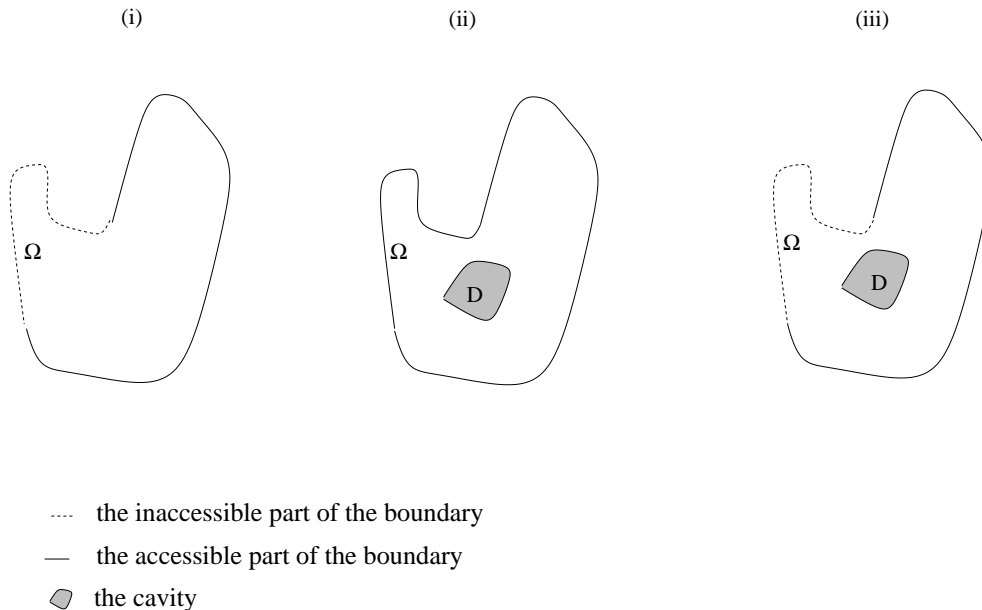 (i) (ii) (iii)
Ω Ω Ω
D D
the inaccessible part of the boundary
the accessible part of the boundary
the cavity